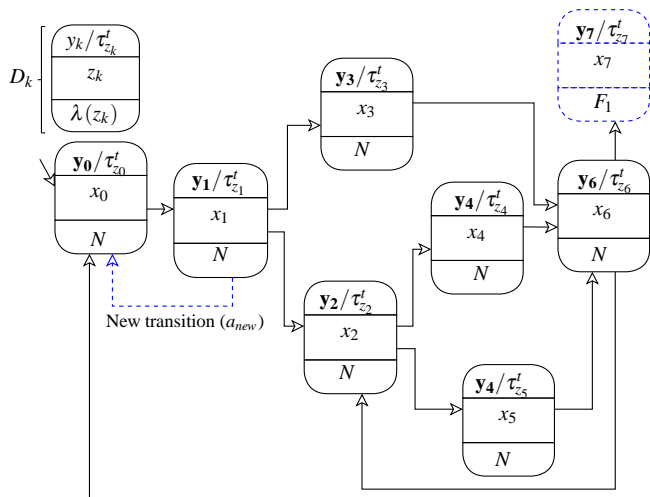 D_k
y_k/τ^t_{z_k}
z_k
λ(z_k)
y_0/τ^t_{z_0}
x_0
N
y_1/τ^t_{z_1}
x_1
N
New transition (a_{new})
y_3/τ^t_{z_3}
x_3
N
y_2/τ^t_{z_2}
x_2
N
y_4/τ^t_{z_4}
x_4
N
y_4/τ^t_{z_5}
x_5
N
y_6/τ^t_{z_6}
x_6
N
y_7/τ^t_{z_7}
x_7
F_1